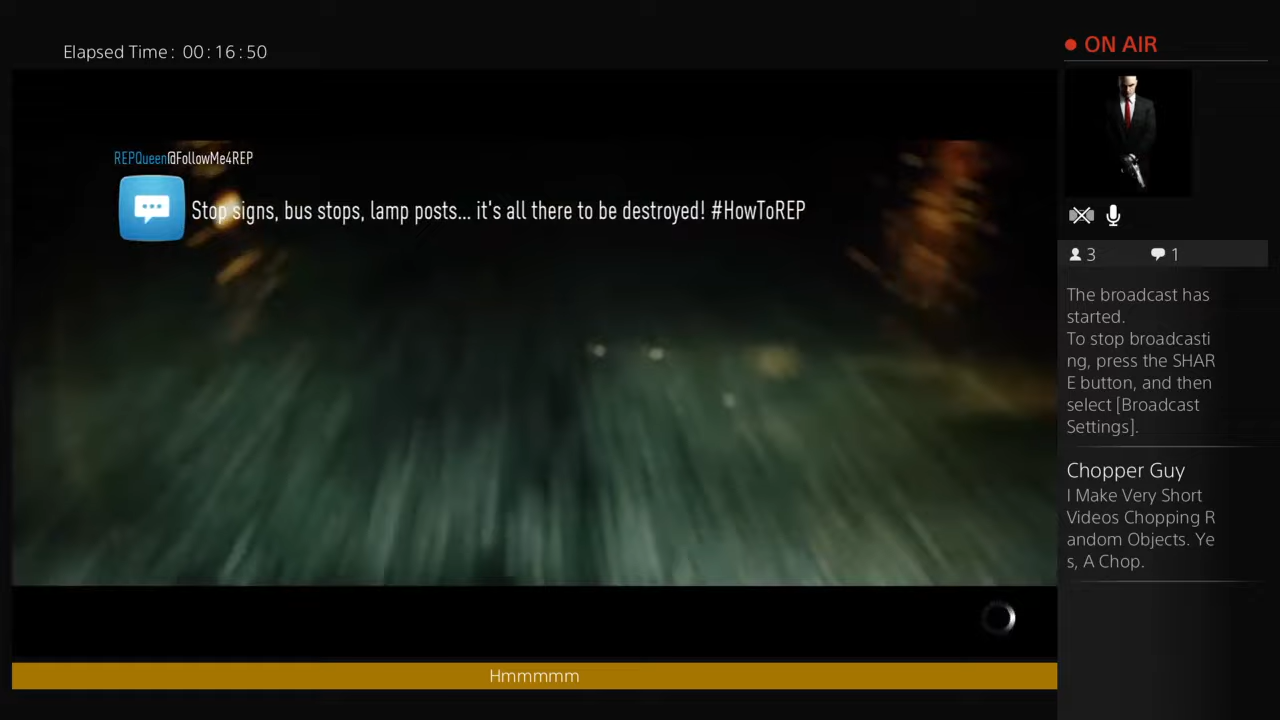 Elapsed Time: 00:16:50
ON AIR
REPQueen@FollowMe4REP
Stop signs, bus stops, lamp posts... it's all there to be destroyed! #HowToREP
3 1
The broadcast has
started.
To stop broadcasti
ng, press the SHAR
E button, and then
select [Broadcast
Settings].
Chopper Guy
I Make Very Short
Videos Chopping R
andom Objects. Ye
s, A Chop.
Hmmmmm